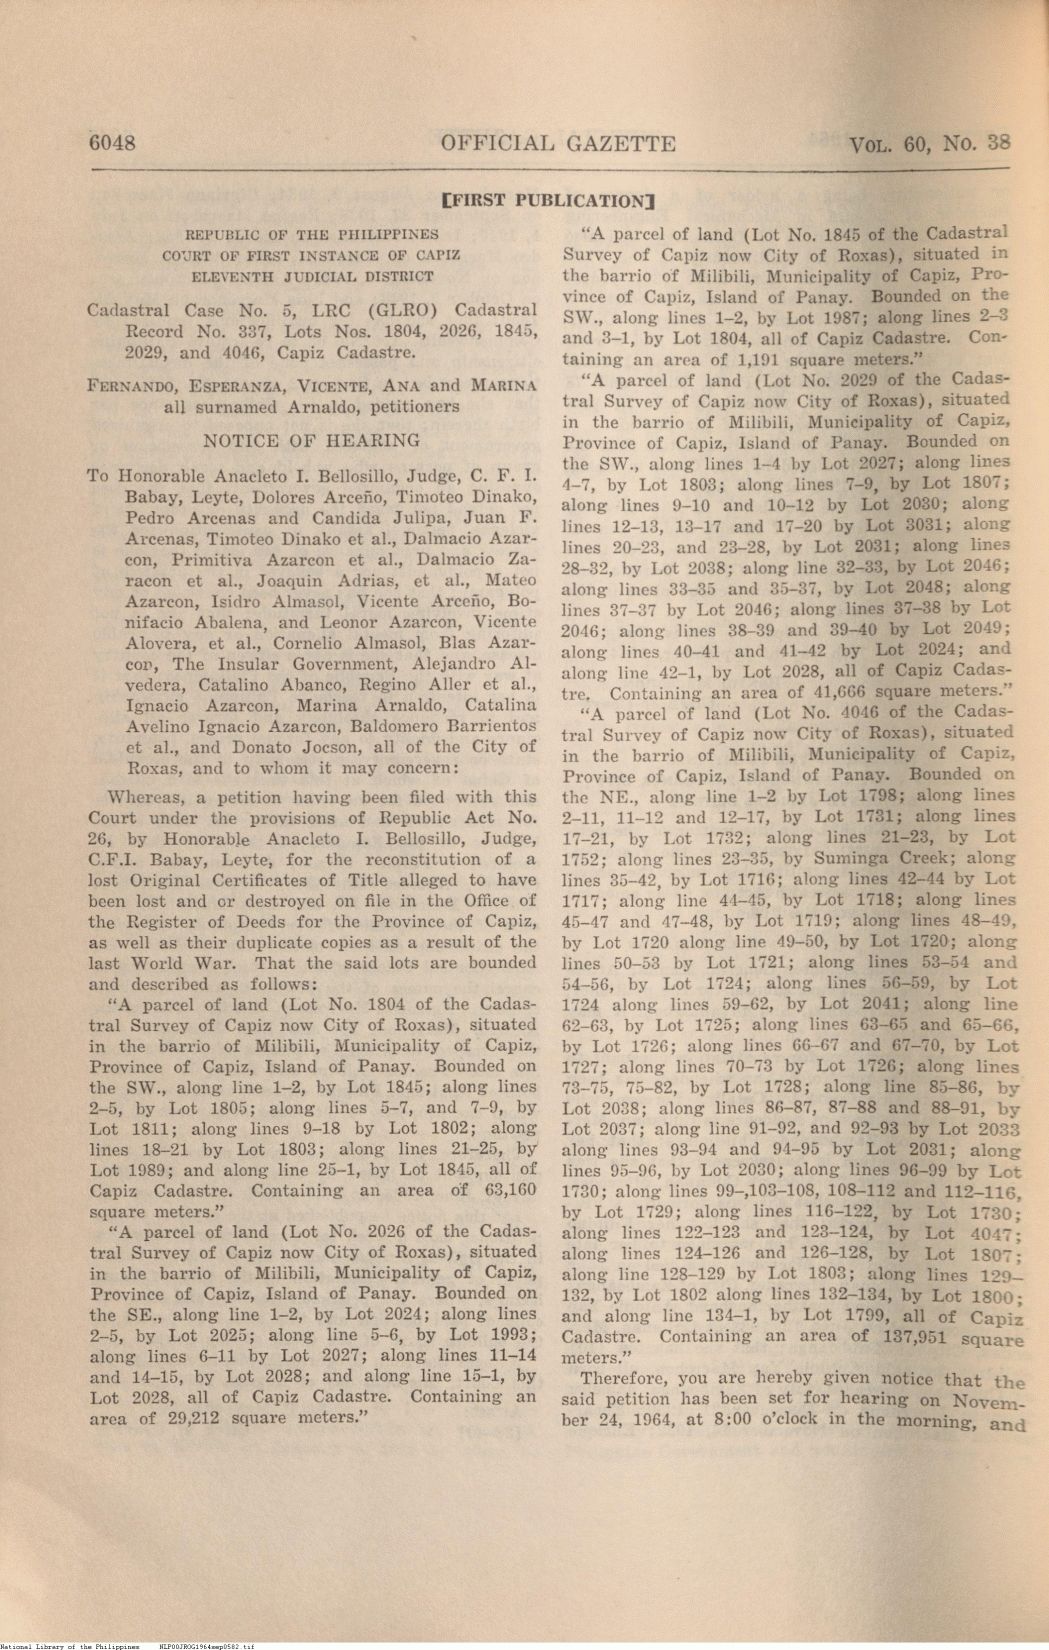 6048 OFFICIAL GAZETTE VOL. 60, No. 38
[FIRST PUBLICATION]
REPUBLIC OF THE PHILIPPINES
COURT OF FIRST INSTANCE OF CAPIZ
ELEVENTH JUDICIAL DISTRICT
Cadastral Case No. 5, LRC (GLRO) Cadastral
Record No. 337, Lots Nos. 1804, 2026, 1845,
2029, and 4046, Capiz Cadastre.
FERNANDO, ESPERANZA, VICENTE, ANA and MARINA
all surnamed Arnaldo, petitioners
NOTICE OF HEARING
To Honorable Anacleto I. Bellosillo, Judge, C. F. I.
Babay, Leyte, Dolores Arceño, Timoteo Dinako,
Pedro Arcenas and Candida Julipa, Juan F.
Arcenas, Timoteo Dinako et al., Dalmacio Azar-
con, Primitiva Azarcon et al., Dalmacio Za-
racon et al., Joaquin Adrias, et al., Mateo
Azarcon, Isidro Almasol, Vicente Arceño, Bo-
nifacio Abalena, and Leonor Azarcon, Vicente
Alovera, et al., Cornelio Almasol, Blas Azar-
con, The Insular Government, Alejandro Al-
vedera, Catalino Abanco, Regino Aller et al.,
Ignacio Azarcon, Marina Arnaldo, Catalina
Avelino Ignacio Azarcon, Baldomero Barrientos
et al., and Donato Jocson, all of the City of
Roxas, and to whom it may concern:
Whereas, a petition having been filed with this
Court under the provisions of Republic Act No.
26, by Honorable Anacleto I. Bellosillo, Judge,
C.F.I. Babay, Leyte, for the reconstitution of a
lost Original Certificates of Title alleged to have
been lost and or destroyed on file in the Office of
the Register of Deeds for the Province of Capiz,
as well as their duplicate copies as a result of the
last World War. That the said lots are bounded
and described as follows:
“A parcel of land (Lot No. 1804 of the Cadas-
tral Survey of Capiz now City of Roxas), situated
in the barrio of Milibili, Municipality of Capiz,
Province of Capiz, Island of Panay. Bounded on
the SW., along line 1–2, by Lot 1845; along lines
2–5, by Lot 1805; along lines 5–7, and 7–9, by
Lot 1811; along lines 9–18 by Lot 1802; along
lines 18–21 by Lot 1803; along lines 21–25, by
Lot 1989; and along line 25–1, by Lot 1845, all of
Capiz Cadastre. Containing an area of 63,160
square meters.”
“A parcel of land (Lot No. 2026 of the Cadas-
tral Survey of Capiz now City of Roxas), situated
in the barrio of Milibili, Municipality of Capiz,
Province of Capiz, Island of Panay. Bounded on
the SE., along line 1–2, by Lot 2024; along lines
2–5, by Lot 2025; along line 5–6, by Lot 1993;
along lines 6–11 by Lot 2027; along lines 11–14
and 14–15, by Lot 2028; and along line 15–1, by
Lot 2028, all of Capiz Cadastre. Containing an
area of 29,212 square meters.”
“A parcel of land (Lot No. 1845 of the Cadastral
Survey of Capiz now City of Roxas), situated in
the barrio of Milibili, Municipality of Capiz, Pro-
vince of Capiz, Island of Panay. Bounded on the
SW., along lines 1–2, by Lot 1987; along lines 2–3
and 3–1, by Lot 1804, all of Capiz Cadastre. Con-
taining an area of 1,191 square meters.”
“A parcel of land (Lot No. 2029 of the Cadas-
tral Survey of Capiz now City of Roxas), situated
in the barrio of Milibili, Municipality of Capiz,
Province of Capiz, Island of Panay. Bounded on
the SW., along lines 1–4 by Lot 2027; along lines
4–7, by Lot 1803; along lines 7–9, by Lot 1807;
along lines 9–10 and 10–12 by Lot 2030; along
lines 12–13, 13–17 and 17–20 by Lot 3031; along
lines 20–23, and 23–28, by Lot 2031; along lines
28–32, by Lot 2038; along line 32–33, by Lot 2046;
along lines 33–35 and 35–37, by Lot 2048; along
lines 37–37 by Lot 2046; along lines 37–38 by Lot
2046; along lines 38–39 and 39–40 by Lot 2049;
along lines 40–41 and 41–42 by Lot 2024; and
along line 42–1, by Lot 2028, all of Capiz Cadas-
tre. Containing an area of 41,666 square meters.”
“A parcel of land (Lot No. 4046 of the Cadas-
tral Survey of Capiz now City of Roxas), situated
in the barrio of Milibili, Municipality of Capiz,
Province of Capiz, Island of Panay. Bounded on
the NE., along line 1–2 by Lot 1798; along lines
2–11, 11–12 and 12–17, by Lot 1731; along lines
17–21, by Lot 1732; along lines 21–23, by Lot
1752; along lines 23–35, by Suminga Creek; along
lines 35–42, by Lot 1716; along lines 42–44 by Lot
1717; along line 44–45, by Lot 1718; along lines
45–47 and 47–48, by Lot 1719; along lines 48–49,
by Lot 1720 along line 49–50, by Lot 1720; along
lines 50–53 by Lot 1721; along lines 53–54 and
54–56, by Lot 1724; along lines 56–59, by Lot
1724 along lines 59–62, by Lot 2041; along line
62–63, by Lot 1725; along lines 63–65 and 65–66,
by Lot 1726; along lines 66–67 and 67–70, by Lot
1727; along lines 70–73 by Lot 1726; along lines
73–75, 75–82, by Lot 1728; along line 85–86, by
Lot 2038; along lines 86–87, 87–88 and 88–91, by
Lot 2037; along line 91–92, and 92–93 by Lot 2033
along lines 93–94 and 94–95 by Lot 2031; along
lines 95–96, by Lot 2030; along lines 96–99 by Lot
1730; along lines 99–,103–108, 108–112 and 112–116,
by Lot 1729; along lines 116–122, by Lot 1730;
along lines 122–123 and 123–124, by Lot 4047;
along lines 124–126 and 126–128, by Lot 1807;
along line 128–129 by Lot 1803; along lines 129–
132, by Lot 1802 along lines 132–134, by Lot 1800;
and along line 134–1, by Lot 1799, all of Capiz
Cadastre. Containing an area of 137,951 square
meters.”
Therefore, you are hereby given notice that the
said petition has been set for hearing on Novem-
ber 24, 1964, at 8:00 o’clock in the morning, and
National Library of the Philippines NLP00JROG1964sep0582.tif